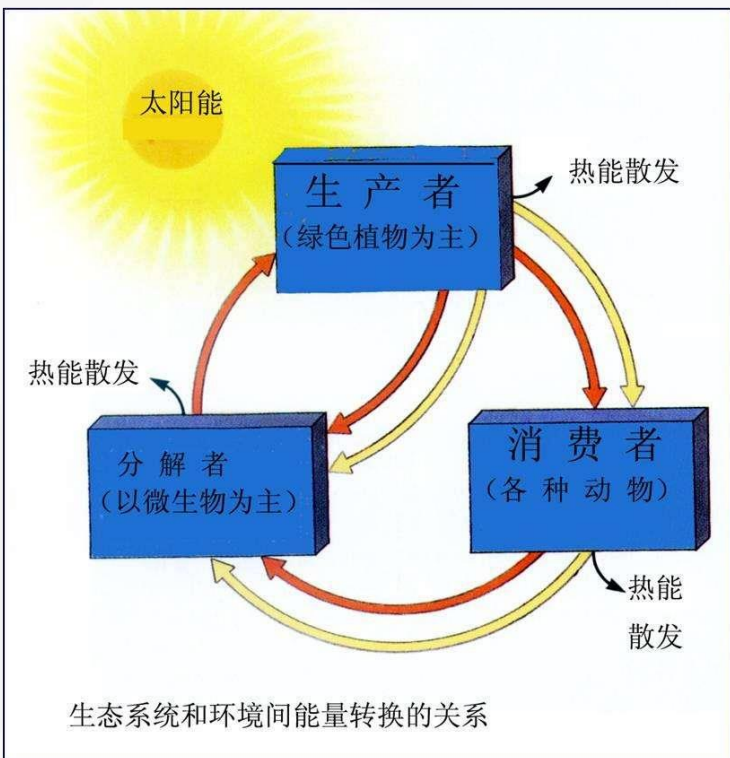 太阳能
生 产 者
（绿色植物为主）
热能散发
热能散发
分 解 者
（以微生物为主）
消 费 者
（各 种 动 物）
热能
散发
生态系统和环境间能量转换的关系